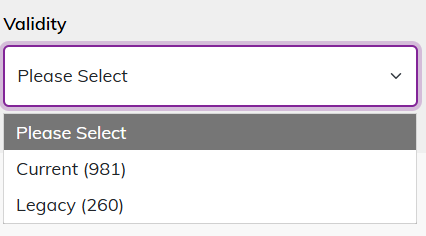 Validity
Please Select
Please Select
Current (981)
Legacy (260)